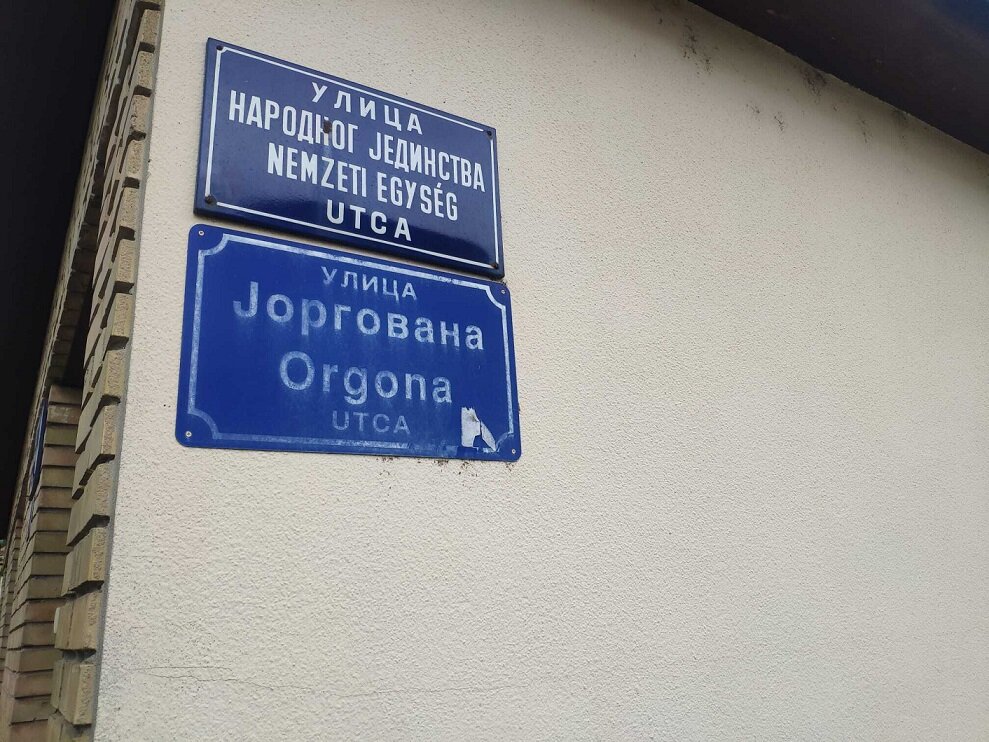 УЛИЦА
НАРОДНОГ ЈЕДИНСТВА
NEMZETI EGYSÉG
UTCA
УЛИЦА
Јоргована
Orgona
UTCA